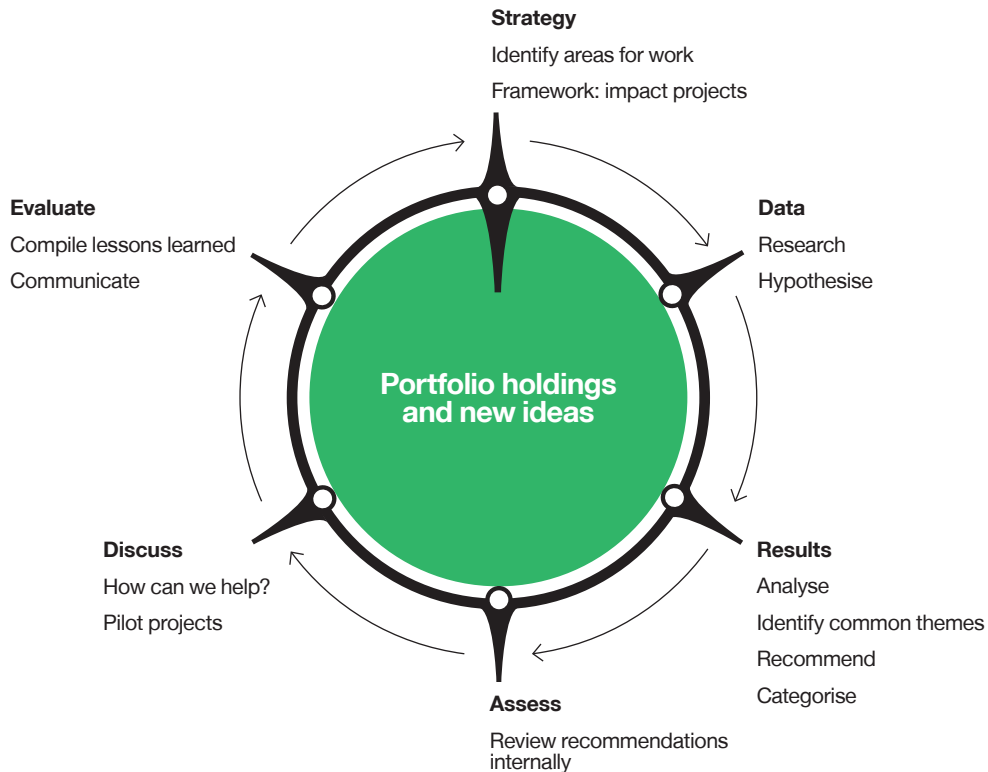 Strategy
Identify areas for work
Framework: impact projects
Data
Research
Hypothesise
Results
Analyse
Identify common themes
Recommend
Categorise
Assess
Review recommendations
internally
Discuss
How can we help?
Pilot projects
Evaluate
Compile lessons learned
Communicate
Portfolio holdings
and new ideas